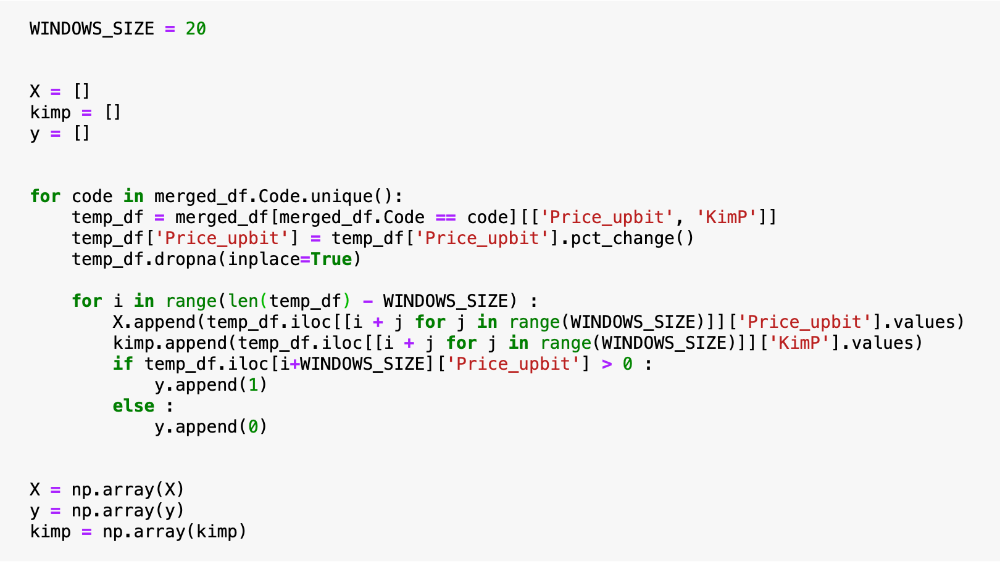 WINDOWS_SIZE = 20
X = []
kimp = []
y = []
for code in merged_df.Code.unique():
    temp_df = merged_df[merged_df.Code == code][['Price_upbit', 'KimP']]
    temp_df['Price_upbit'] = temp_df['Price_upbit'].pct_change()
    temp_df.dropna(inplace=True)
    for i in range(len(temp_df) - WINDOWS_SIZE) :
        X.append(temp_df.iloc[[i + j for j in range(WINDOWS_SIZE)]]['Price_upbit'].values)
        kimp.append(temp_df.iloc[[i + j for j in range(WINDOWS_SIZE)]]['KimP'].values)
        if temp_df.iloc[i+WINDOWS_SIZE]['Price_upbit'] > 0 :
            y.append(1)
        else :
            y.append(0)
X = np.array(X)
y = np.array(y)
kimp = np.array(kimp)